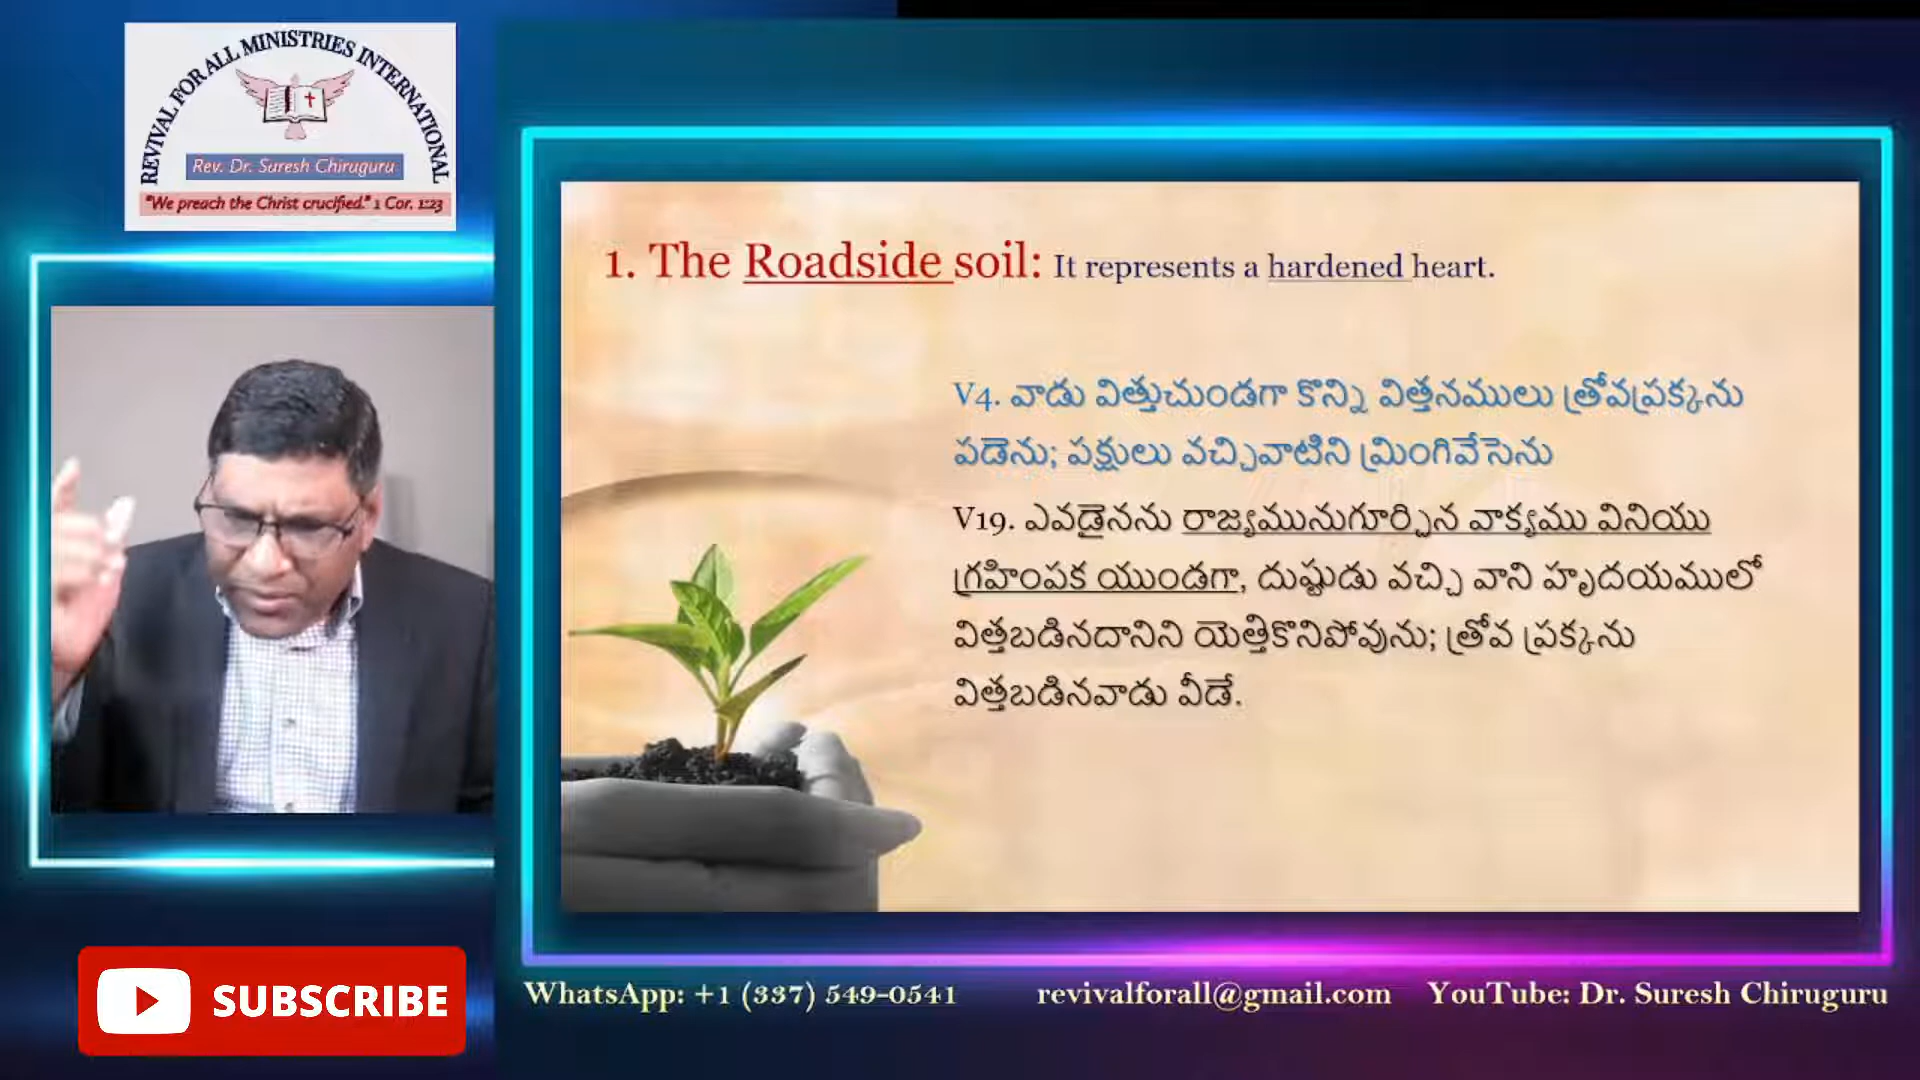 REVIVAL FOR ALL MINISTRIES INTERNATIONAL
Rev. Dr. Suresh Chiruguru
"We preach the Christ crucified." 1 Cor. 1:23
1. The Roadside soil: It represents a hardened heart.
V4. వాడు విత్తుచుండగా కొన్ని విత్తనములు త్రోవప్రక్కను
పడెను; పక్షులు వచ్చివాటిని మ్రింగివేసెను
V19. ఎవడైనను రాజ్యమునుగూర్చిన వాక్యము వినియు
గ్రహింపక యుండగా, దుష్టుడు వచ్చి వాని హృదయములో
విత్తబడినదానిని యెత్తికొనిపోవును; త్రోవ ప్రక్కను
విత్తబడినవాడు వీడే.
SUBSCRIBE
WhatsApp: +1 (337) 549-0541 revivalforall@gmail.com YouTube: Dr. Suresh Chiruguru